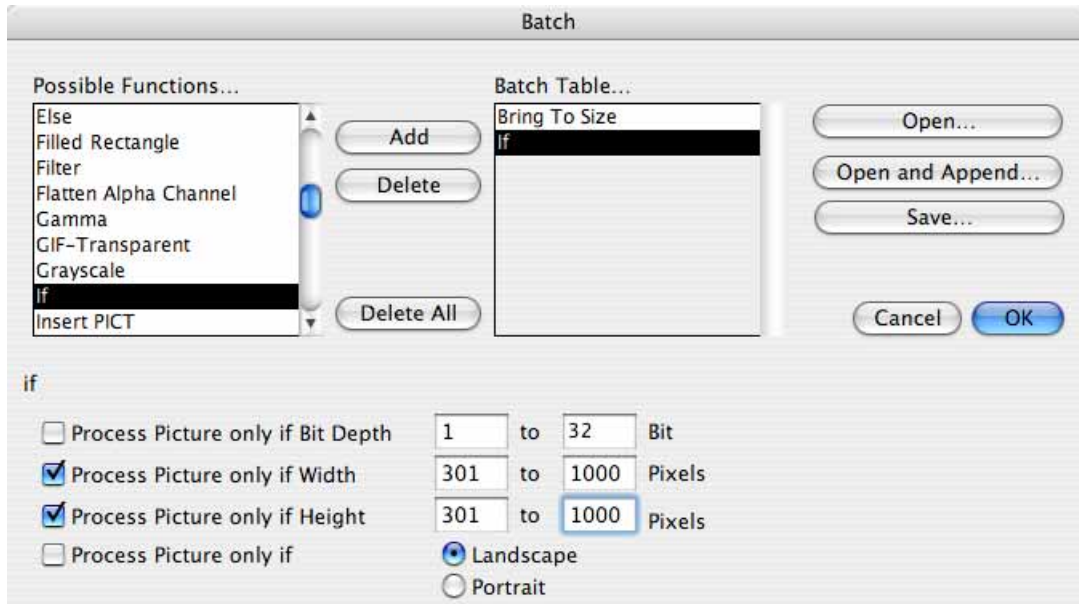 Batch
Possible Functions...
Else
Filled Rectangle
Filter
Flatten Alpha Channel
Gamma
GIF-Transparent
Grayscale
If
Insert PICT
Add
Delete
Delete All
Batch Table...
Bring To Size
If
Open...
Open and Append...
Save...
Cancel OK
if
Process Picture only if Bit Depth 1 to 32 Bit
Process Picture only if Width 301 to 1000 Pixels
Process Picture only if Height 301 to 1000 Pixels
Process Picture only if Landscape
Portrait